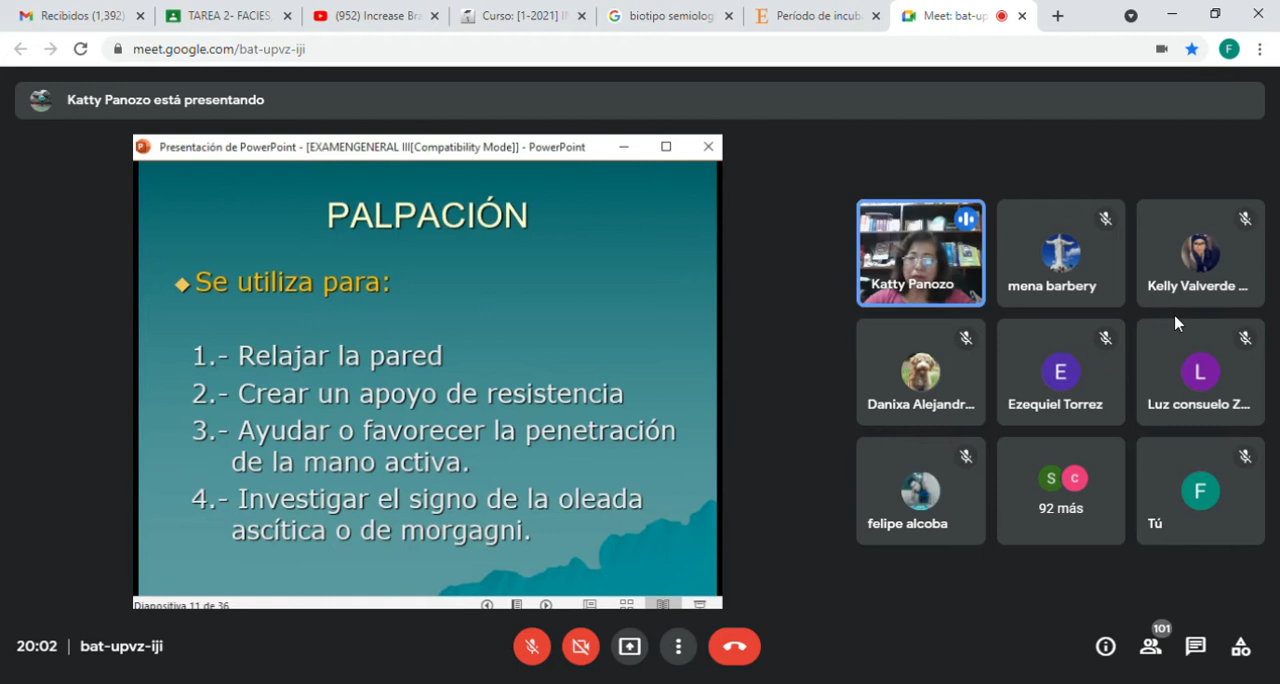 Recibidos (1,392)
TAREA 2- FACIES,
(952) Increase Bra
Curso: [1-2021] II
biotipo semiolog
Período de incub
Meet: bat-up
meet.google.com/bat-upvz-iji
F
Katty Panozo está presentando
Presentación de PowerPoint - [EXAMENGENERAL III[Compatibility Mode]] - PowerPoint
PALPACIÓN
Se utiliza para:
1.- Relajar la pared
2.- Crear un apoyo de resistencia
3.- Ayudar o favorecer la penetración
de la mano activa.
4.- Investigar el signo de la oleada
ascítica o de morgagni.
Diapositiva 11 de 36
Katty Panozo
mena barbery
Kelly Valverde ...
Danixa Alejandr...
E
Ezequiel Torrez
L
Luz consuelo Z...
felipe alcoba
S C
92 más
F
Tú
20:02 | bat-upvz-iji
101